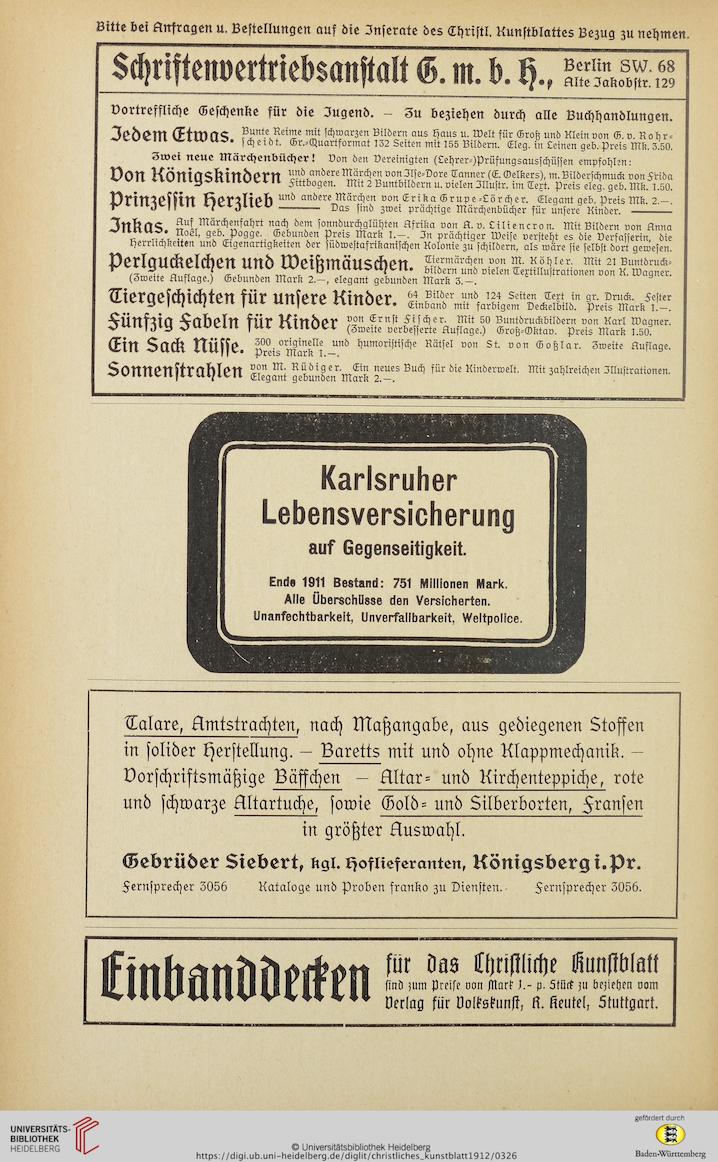 Bitte bei Anfragen u. Bestellungen auf die Inserate des Christl. Kunstblattes Bezug zu nehmen.
Schriftenvertriebsanstalt G. m. b. H., Berlin SW. 68
Alte Jakobstr. 129
Vortreffliche Geschenke für die Jugend. – Zu beziehen durch alle Buchhandlungen.
Jedem Etwas. Bunte Reime mit schwarzen Bildern aus Haus u. Welt für Groß und Klein von G. v. Rohr-
scheidt. Gr.-Quartformat 132 Seiten mit 155 Bildern. Eleg. in Leinen geb. Preis Mk. 3.50.
Zwei neue Märchenbücher! Von den Vereinigten (Lehrer-)Prüfungsausschüssen empfohlen:
Von Königskindern und andere Märchen von Ilse-Dore Tanner (E. Oelkers), m. Bilderschmuck von Frida
Fittbogen. Mit 2 Buntbildern u. vielen Illustr. im Text. Preis eleg. geb. Mk. 1.50.
Prinzessin Herzlieb und andere Märchen von Erika Grupe-Lörcher. Elegant geb. Preis Mk. 2.—.
Das sind zwei prächtige Märchenbücher für unsere Kinder.
Inkas. Auf Märchenfahrt nach dem sonndurchglühten Afrika von A. v. Liliencron. Mit Bildern von Anna
Noël, geb. Pogge. Gebunden Preis Mark 1.—. In prächtiger Weise versteht es die Verfasserin, die
Herrlichkeiten und Eigenartigkeiten der südwestafrikanischen Kolonie zu schildern, als wäre sie selbst dort gewesen.
Perlguckelchen und Weißmäuschen. Tiermärchen von M. Köhler. Mit 21 Buntdruck-
bildern und vielen Textillustrationen von K. Wagner.
(Zweite Auflage.) Gebunden Mark 2.—, elegant gebunden Mark 3.—.
Tiergeschichten für unsere Kinder. 64 Bilder und 124 Seiten Text in gr. Druck. Fester
Einband mit farbigem Deckelbild. Preis Mark 1.—.
Fünfzig Fabeln für Kinder von Ernst Fischer. Mit 50 Buntdruckbildern von Karl Wagner.
(Zweite verbesserte Auflage.) Groß-Oktav. Preis Mark 1.50.
Ein Sack Nüsse. 300 originelle und humoristische Rätsel von St. von Goßlar. Zweite Auflage.
Preis Mark 1.—.
Sonnenstrahlen von M. Rüdiger. Ein neues Buch für die Kinderwelt. Mit zahlreichen Illustrationen.
Elegant gebunden Mark 2.—.
Karlsruher
Lebensversicherung
auf Gegenseitigkeit.
Ende 1911 Bestand: 751 Millionen Mark.
Alle Überschüsse den Versicherten.
Unanfechtbarkeit, Unverfallbarkeit, Weltpolice.
Talare, Amtstrachten, nach Maßangabe, aus gediegenen Stoffen
in solider Herstellung. – Baretts mit und ohne Klappmechanik. –
Vorschriftsmäßige Bäffchen – Altar- und Kirchenteppiche, rote
und schwarze Altartuche, sowie Gold- und Silberborten, Fransen
in größter Auswahl.
Gebrüder Siebert, kgl. Hoflieferanten, Königsberg i. Pr.
Fernsprecher 3056 Kataloge und Proben franko zu Diensten. Fernsprecher 3056.
Einbanddecken für das Christliche Kunstblatt
sind zum Preise von Mark 1.- p. Stück zu beziehen vom
Verlag für Volkskunst, R. Keutel, Stuttgart.
UNIVERSITÄTS-
BIBLIOTHEK
HEIDELBERG
© Universitätsbibliothek Heidelberg
https://digi.ub.uni-heidelberg.de/diglit/christliches_kunstblatt1912/0326
gefördert durch
Baden-Württemberg